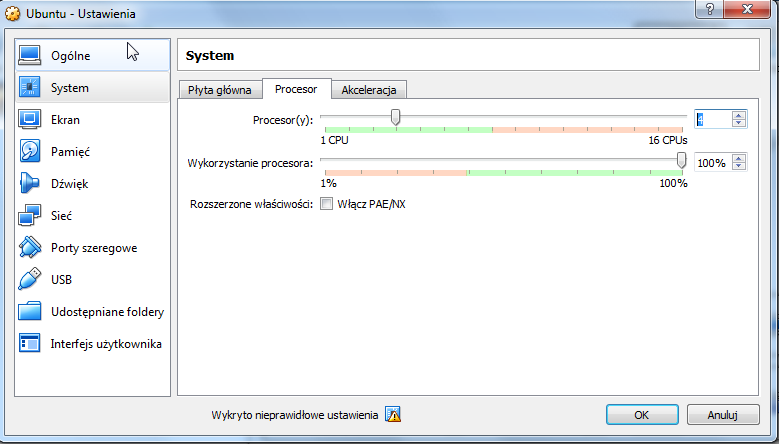 Ubuntu - Ustawienia
Ogólne
System
Ekran
Pamięć
Dźwięk
Sieć
Porty szeregowe
USB
Udostępniane foldery
Interfejs użytkownika
System
Płyta główna Procesor Akceleracja
Procesor(y): 4
1 CPU 16 CPUs
Wykorzystanie procesora: 100%
1% 100%
Rozszerzone właściwości: Włącz PAE/NX
Wykryto nieprawidłowe ustawienia OK Anuluj